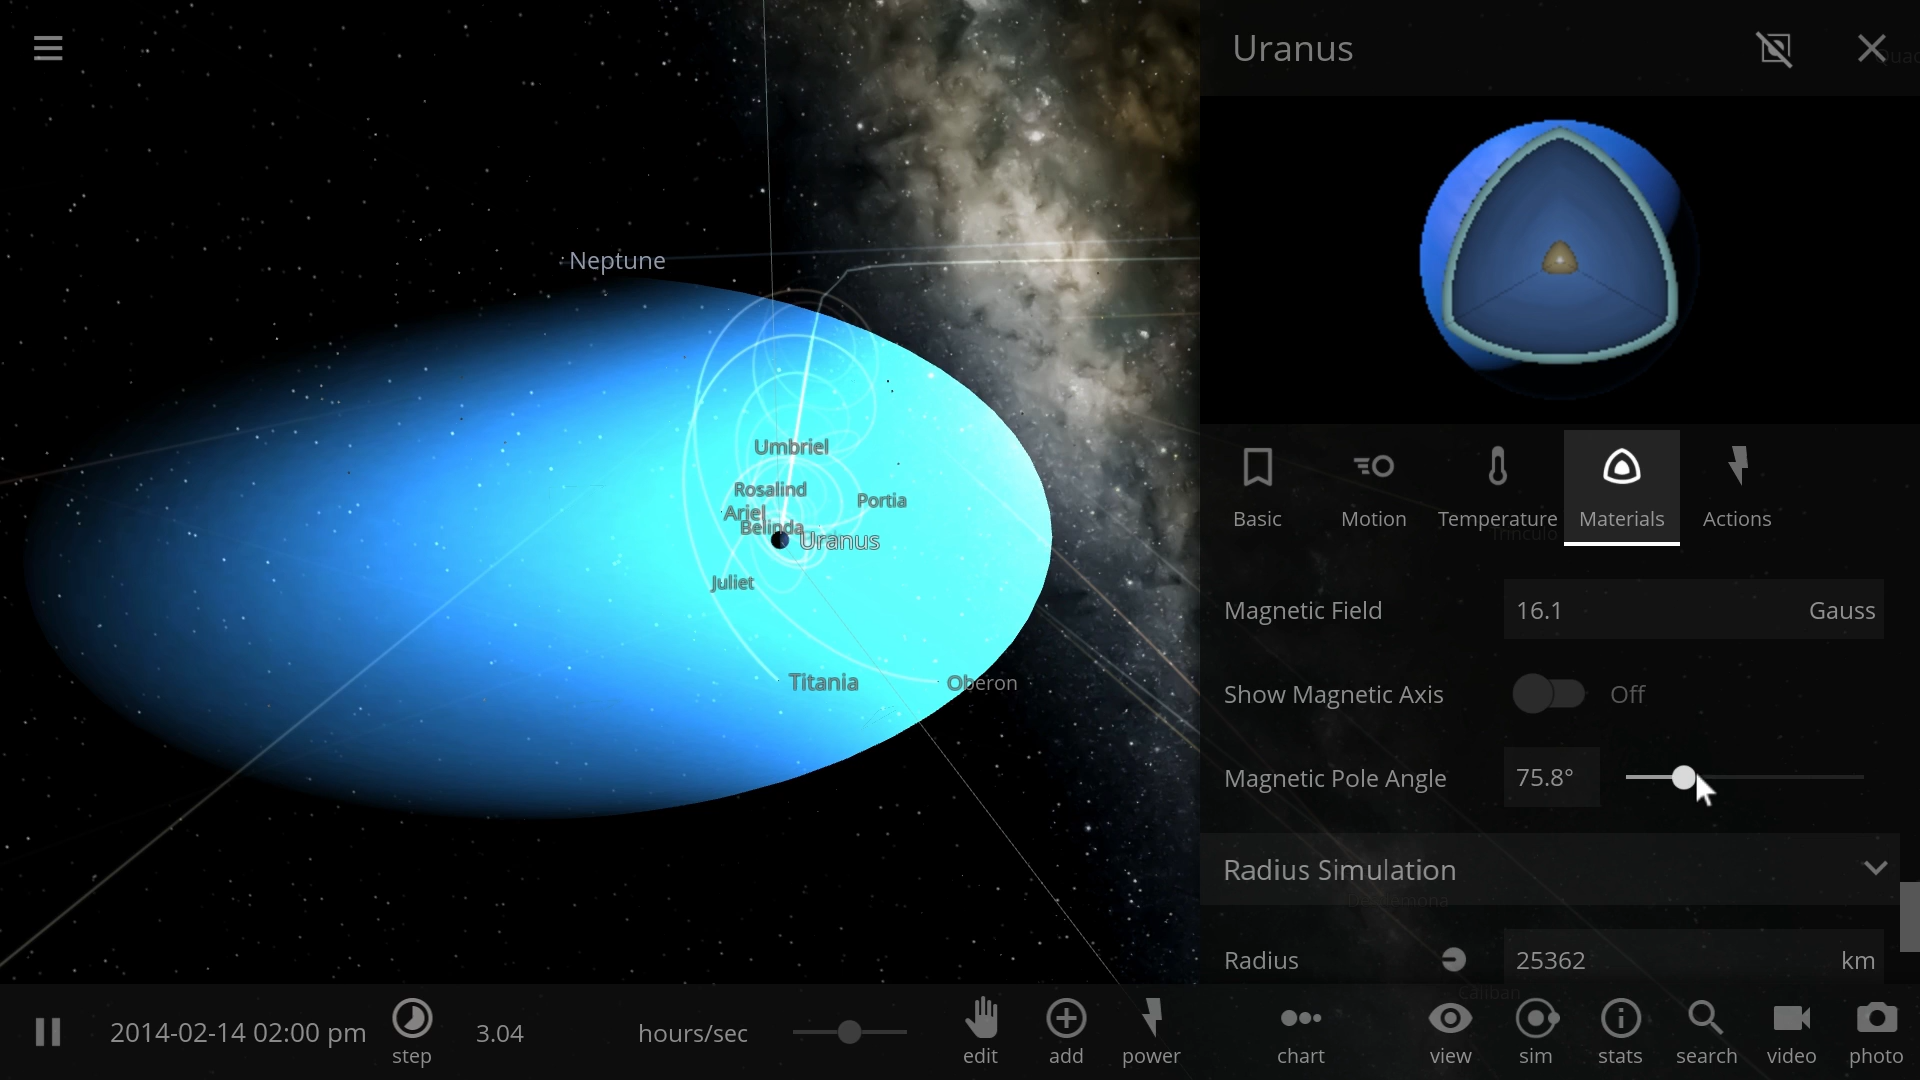 Uranus
Neptune
Umbriel
Rosalind
Portia
Ariel
Belinda
Uranus
Juliet
Titania
Oberon
Basic
Motion
Temperature
Materials
Actions
Magnetic Field
16.1
Gauss
Show Magnetic Axis
Off
Magnetic Pole Angle
75.8°
Radius Simulation
Radius
25362
km
Caliban
2014-02-14 02:00 pm
step
3.04
hours/sec
edit
add
power
chart
view
sim
stats
search
video
photo